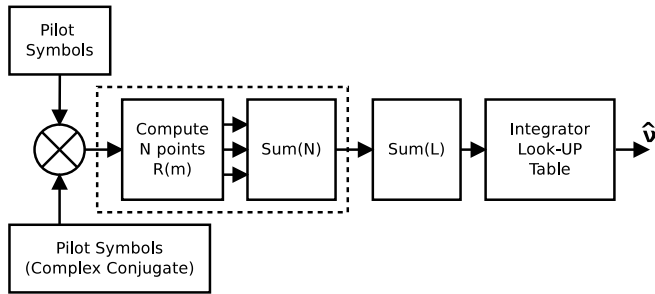 Pilot
Symbols
Compute
N points
R(m)
Sum(N)
Sum(L)
Integrator
Look-UP
Table
ν̂
Pilot Symbols
(Complex Conjugate)